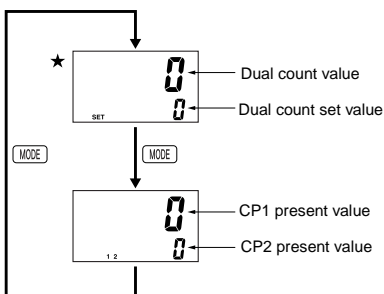 ★ 0 Dual count value
SET 0 Dual count set value
MODE MODE
0 CP1 present value
1 2 0 CP2 present value